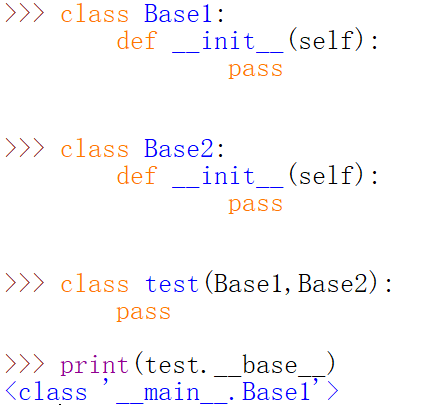 >>> class Base1:
        def __init__(self):
                pass

>>> class Base2:
        def __init__(self):
                pass

>>> class test(Base1,Base2):
        pass

>>> print(test.__base__)
<class '__main__.Base1'>